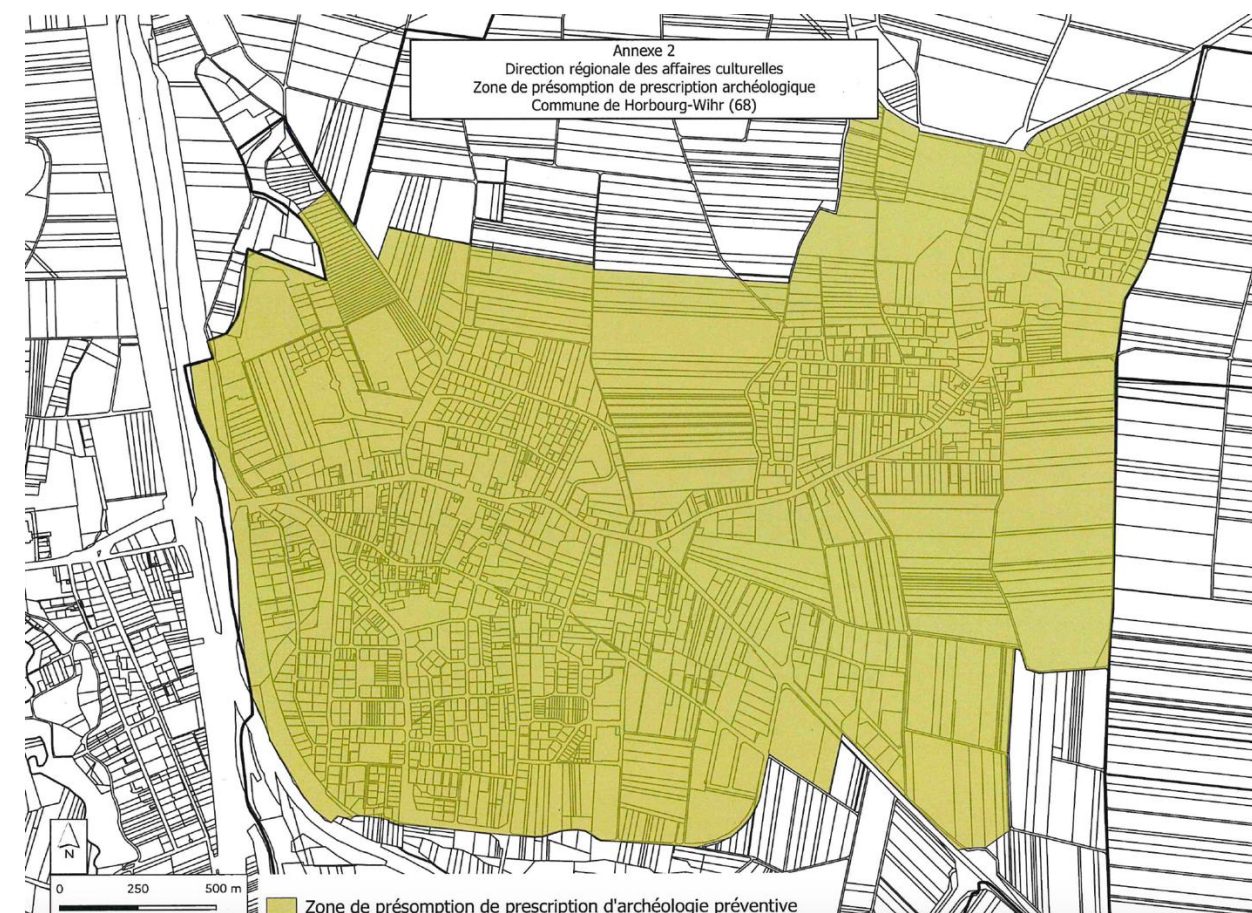 Annexe 2
Direction régionale des affaires culturelles
Zone de présomption de prescription archéologique
Commune de Horbourg-Wihr (68)
N
0 250 500 m
Zone de présomption de prescription d'archéologie préventive